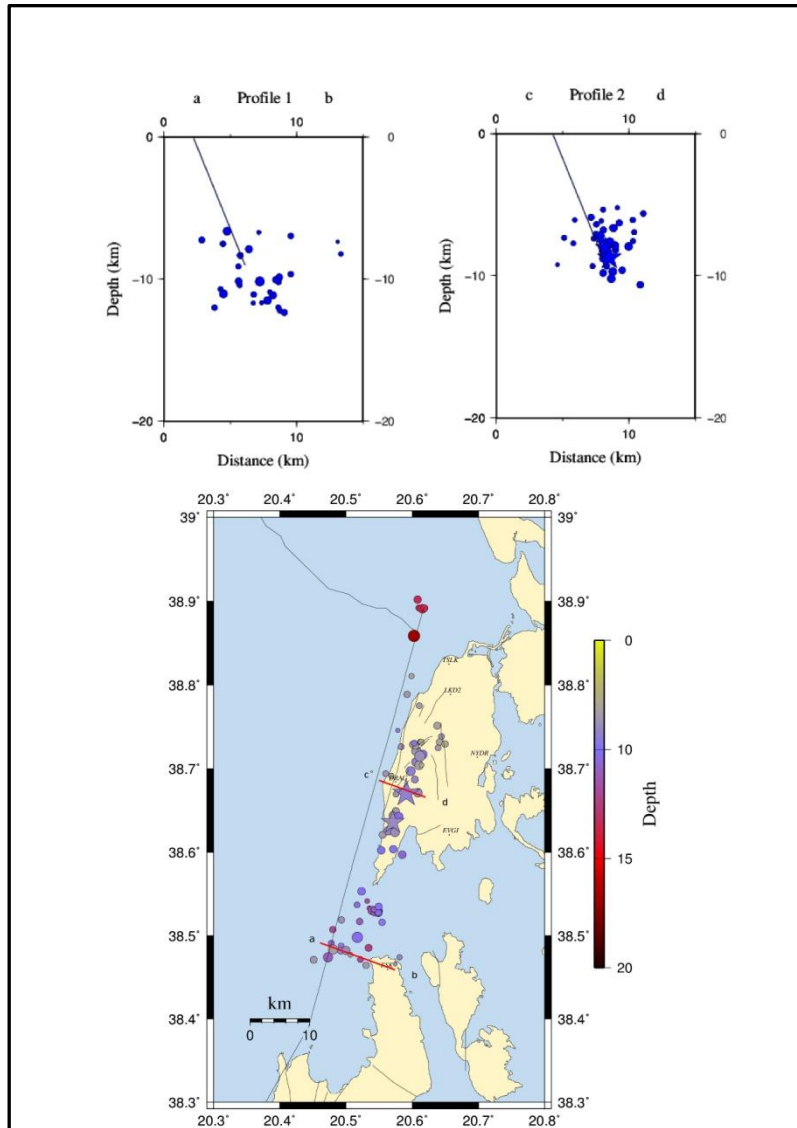 a Profile 1 b
0 10
0 0
-10 -10
-20 -20
0 10
Depth (km)
Distance (km)
c Profile 2 d
0 10
0 0
-10 -10
-20 -20
0 10
Depth (km)
Distance (km)
20.3˚ 20.4˚ 20.5˚ 20.6˚ 20.7˚ 20.8˚
39˚ 39˚
38.9˚ 38.9˚
38.8˚ 38.8˚
38.7˚ 38.7˚
38.6˚ 38.6˚
38.5˚ 38.5˚
38.4˚ 38.4˚
38.3˚ 38.3˚
20.3˚ 20.4˚ 20.5˚ 20.6˚ 20.7˚ 20.8˚
TSLK
LKD2
NYDR
c
d
EVGI
a
b
km
0 10
0
5
10
15
20
Depth